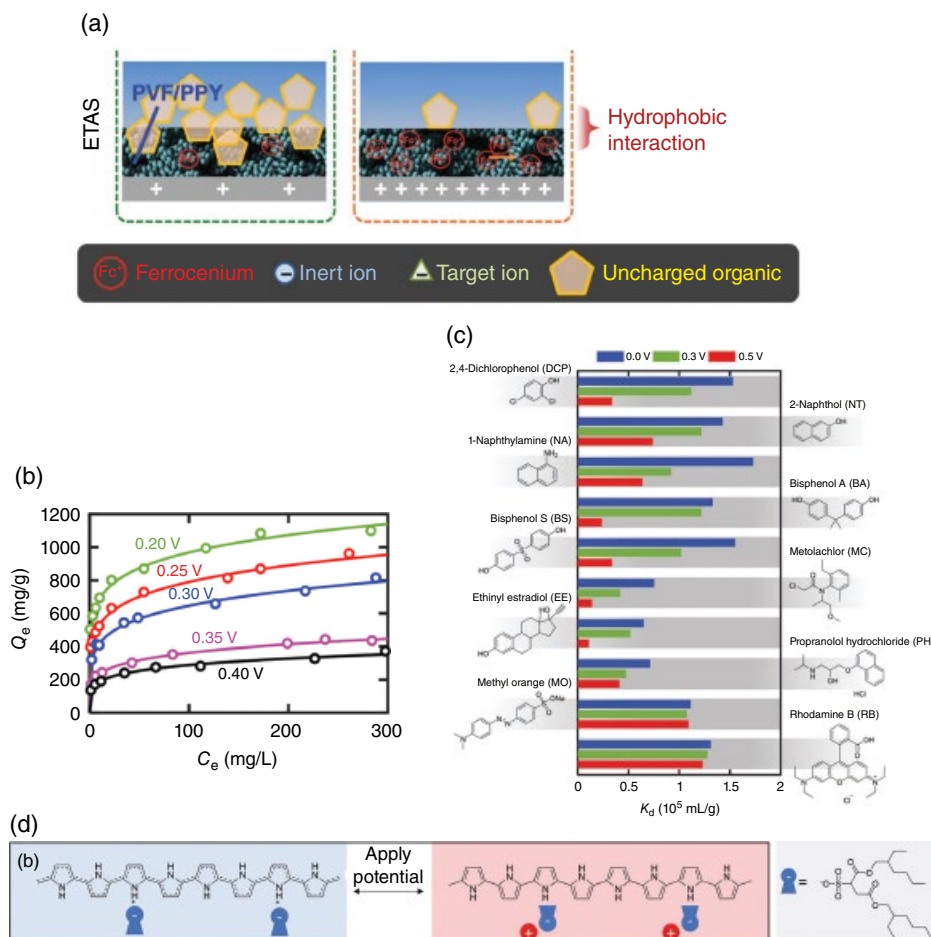 (a)
ETAS
PVF/PPY
Hydrophobic
interaction
+ + +
+ + + + + + + +
Fc+ Ferrocenium
Inert ion
Target ion
Uncharged organic
(b)
Qe (mg/g)
1200
1000
800
600
400
200
0
0.20 V
0.25 V
0.30 V
0.35 V
0.40 V
0 100 200 300
Ce (mg/L)
(c)
0.0 V 0.3 V 0.5 V
2,4-Dichlorophenol (DCP)
2-Naphthol (NT)
1-Naphthylamine (NA)
Bisphenol A (BA)
Bisphenol S (BS)
Metolachlor (MC)
Ethinyl estradiol (EE)
Propranolol hydrochloride (PH
Methyl orange (MO)
Rhodamine B (RB)
0 0.5 1 1.5 2
Kd (10⁵ mL/g)
(d)
(b)
Apply
potential
=